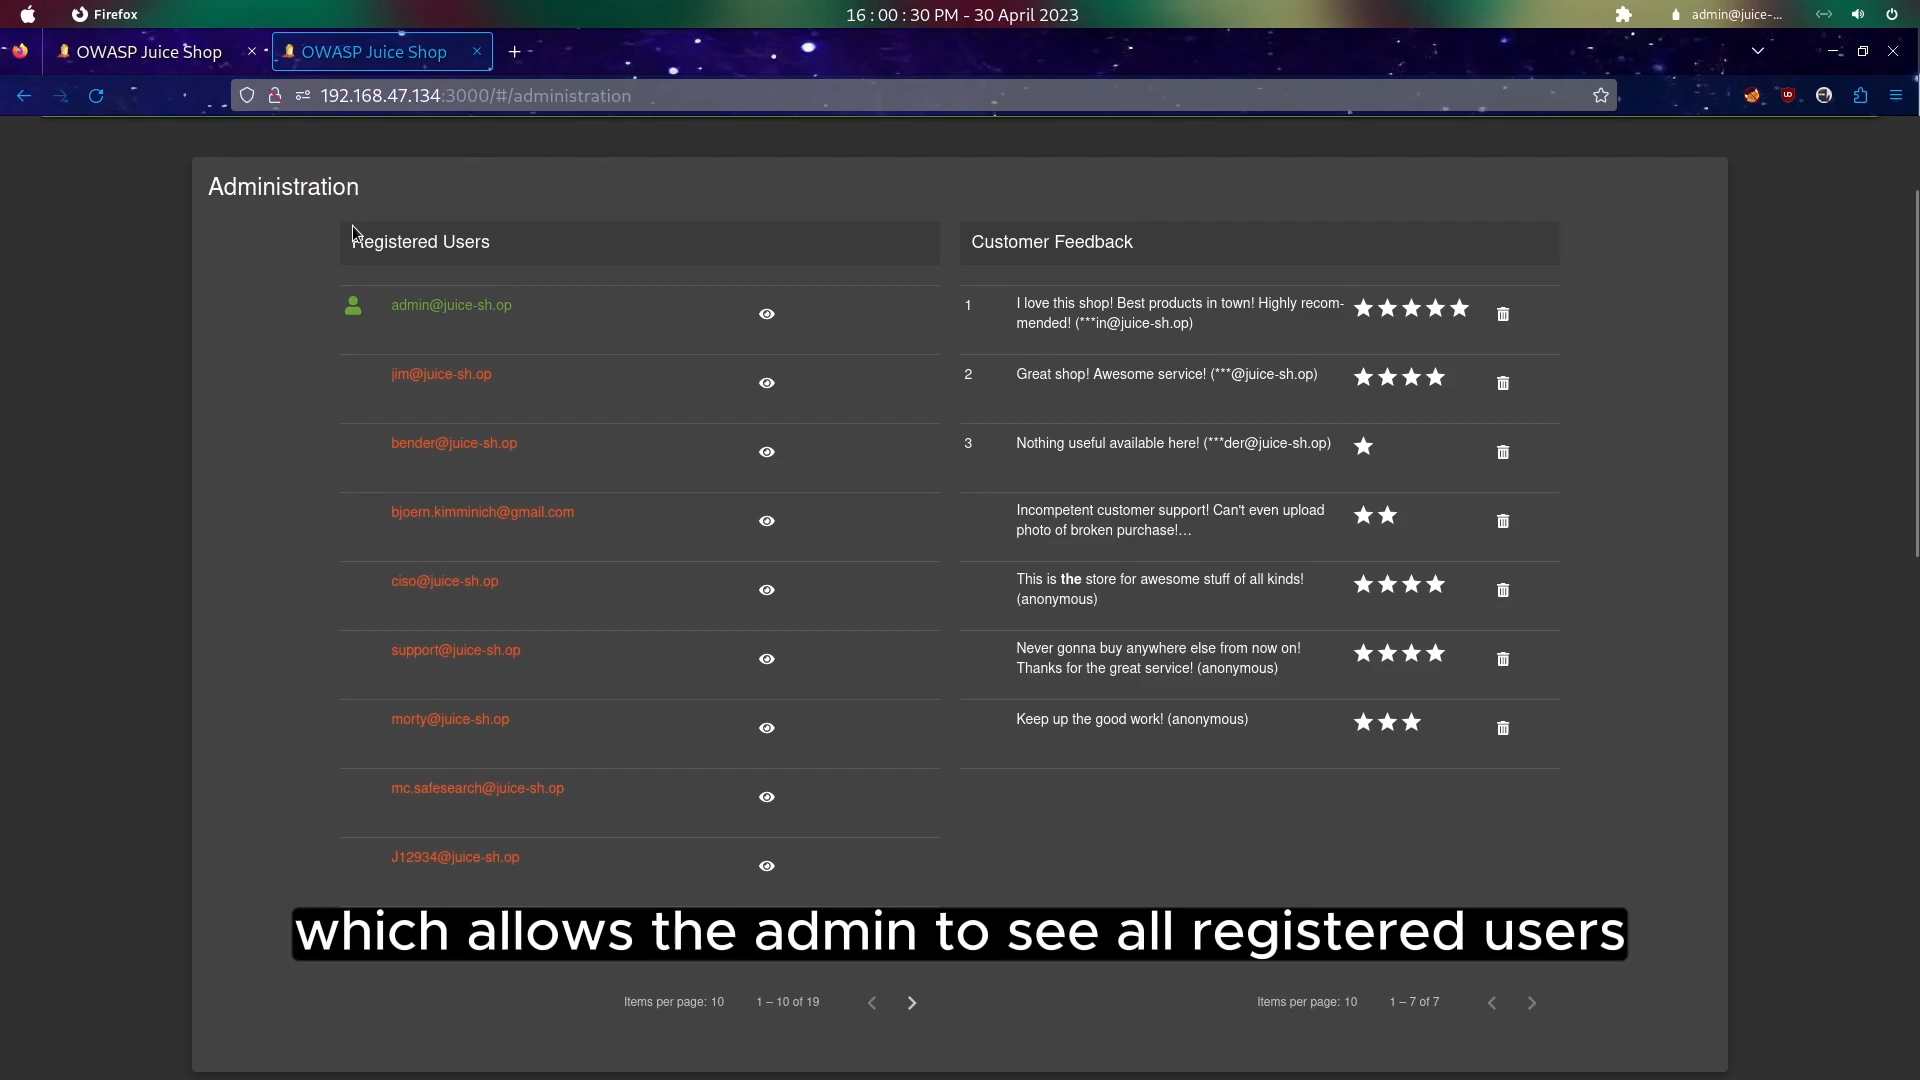 Firefox
16 : 00 : 30 PM - 30 April 2023
admin@juice-...
OWASP Juice Shop
OWASP Juice Shop
192.168.47.134:3000/#/administration
Administration
Registered Users
Customer Feedback
admin@juice-sh.op
1
I love this shop! Best products in town! Highly recom-
mended! (***in@juice-sh.op)
jim@juice-sh.op
2
Great shop! Awesome service! (***@juice-sh.op)
bender@juice-sh.op
3
Nothing useful available here! (***der@juice-sh.op)
bjoern.kimminich@gmail.com
Incompetent customer support! Can't even upload
photo of broken purchase!…
ciso@juice-sh.op
This is the store for awesome stuff of all kinds!
(anonymous)
support@juice-sh.op
Never gonna buy anywhere else from now on!
Thanks for the great service! (anonymous)
morty@juice-sh.op
Keep up the good work! (anonymous)
mc.safesearch@juice-sh.op
J12934@juice-sh.op
which allows the admin to see all registered users
Items per page: 10
1 – 10 of 19
Items per page: 10
1 – 7 of 7